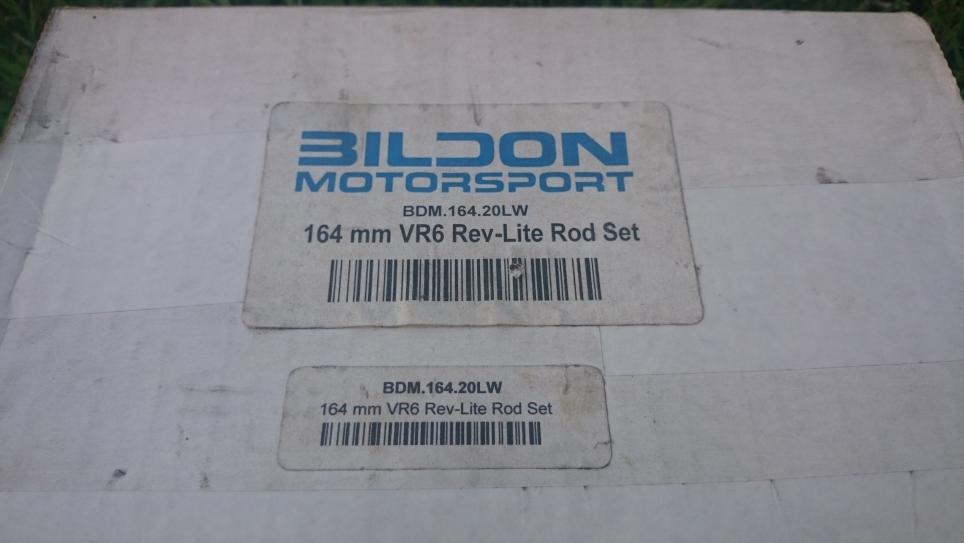 BILDON
MOTORSPORT
BDM.164.20LW
164 mm VR6 Rev-Lite Rod Set
BDM.164.20LW
164 mm VR6 Rev-Lite Rod Set